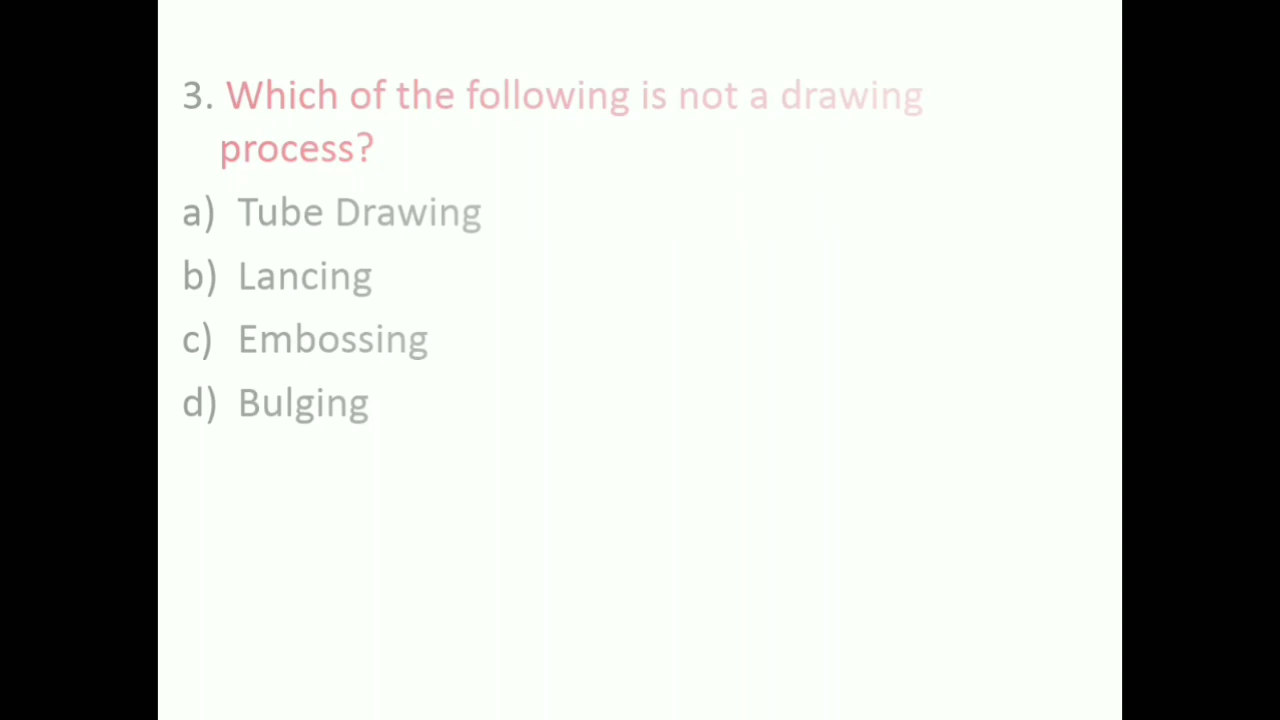 3. Which of the following is not a drawing
process?
a) Tube Drawing
b) Lancing
c) Embossing
d) Bulging